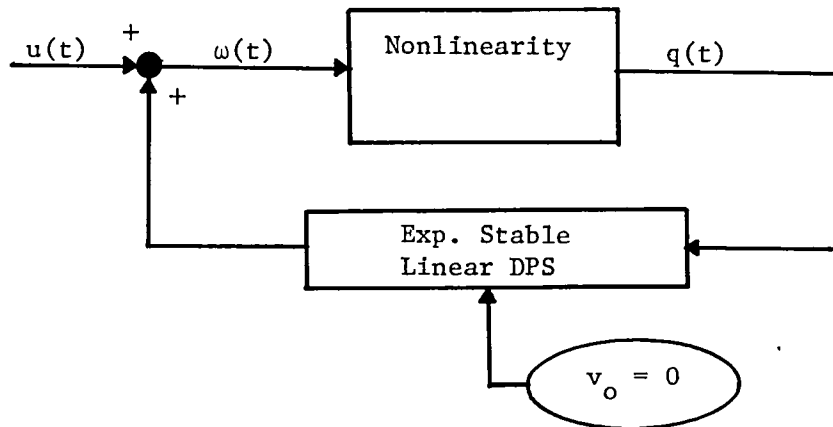 +
u(t)
ω(t)
+
Nonlinearity
q(t)
Exp. Stable
Linear DPS
v_o = 0